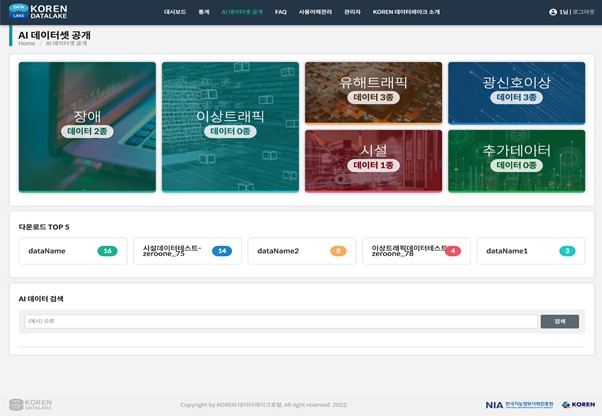 DATA
LAKE
KOREN
DATALAKE
대시보드 통계 AI 데이터셋 공개 FAQ 사용이력관리 관리자 KOREN 데이터레이크 소개
1님 | 로그아웃
AI 데이터셋 공개
Home / AI 데이터셋 공개
장애
데이터 2종
이상트래픽
데이터 0종
유해트래픽
데이터 3종
광신호이상
데이터 3종
시설
데이터 1종
추가데이터
데이터 0종
다운로드 TOP 5
dataName 16
시설데이터테스트-
zeroone_75 14
dataName2 8
이상트래픽데이터테스트
zeroone_78 4
dataName1 3
AI 데이터 검색
(예시) 오류
검색
KOREN
DATALAKE
Copyright by KOREN 데이터레이크포털. All right reserved. 2022.
NIA 한국지능정보사회진흥원
KOREN